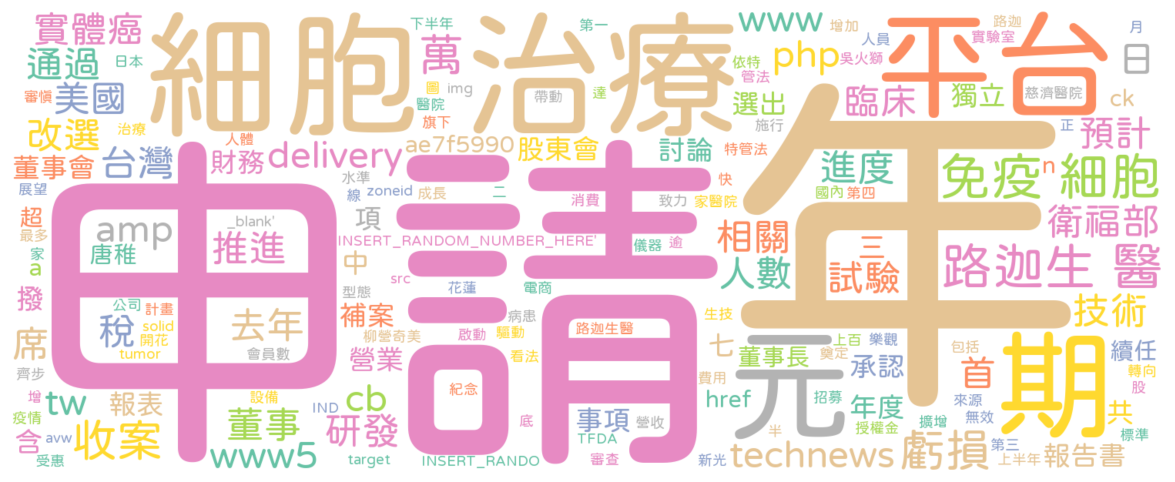 實體癌
細胞治療
下半年
萬
第一
增加
www
路迦
平台
月
通過
日本
圖
img
帶動
達
依特
php
人員
吳火獅
實驗室
日
審慎
美國
醫院
旗下
管法
選出
臨床
獨立
慈濟醫院
ck
改選
治療
人體
ae7f5990
股東會
施行
特管法
討論
正
預計
董事會
台灣
財務
delivery
進度
免疫
n
細胞
展望
水準
線
zoneid
成長
二
消費
致力
快
家醫院
國內
第四
年
超
最多
amp
_blank'
項
相關
三
衛福部
家
唐稚
推進
INSERT_RANDOM_NUMBER_HERE'
儀器
逾
a
中
src
人數
試驗
路迦生
醫
撥
公司
計畫
型態
花蓮
電商
申請
稅
solid
開花
tumor
去年
會員數
補案
柳營奇美
啟動
驅動
病患
路迦生醫
生技
技術
席
齊步
營業
看法
七
董事長
上百
奠定
樂觀
包括
續任
轉向
股
元
承認
首
期
增
tw
設備
紀念
費用
href
招募
年度
授權金
來源
無效
共
疫情
報表
董事
IND
cb
底
事項
營收
擴增
標準
含
avw
受惠
收案
www5
研發
target
TFDA
INSERT_RANDO
審查
新光
半
technews
虧損
第三
上半年
報告書